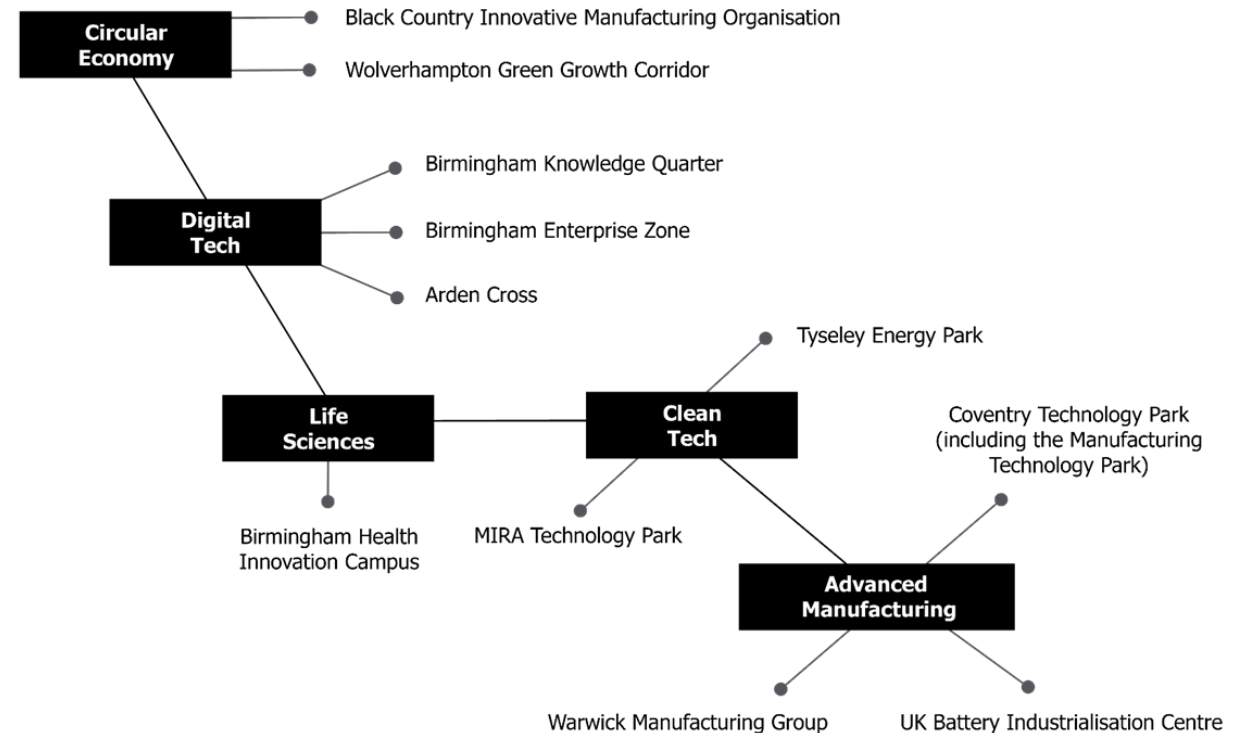 Circular
Economy
Black Country Innovative Manufacturing Organisation
Wolverhampton Green Growth Corridor
Digital
Tech
Birmingham Knowledge Quarter
Birmingham Enterprise Zone
Arden Cross
Life
Sciences
Birmingham Health
Innovation Campus
Clean
Tech
Tyseley Energy Park
MIRA Technology Park
Coventry Technology Park
(including the Manufacturing
Technology Park)
Advanced
Manufacturing
Warwick Manufacturing Group
UK Battery Industrialisation Centre